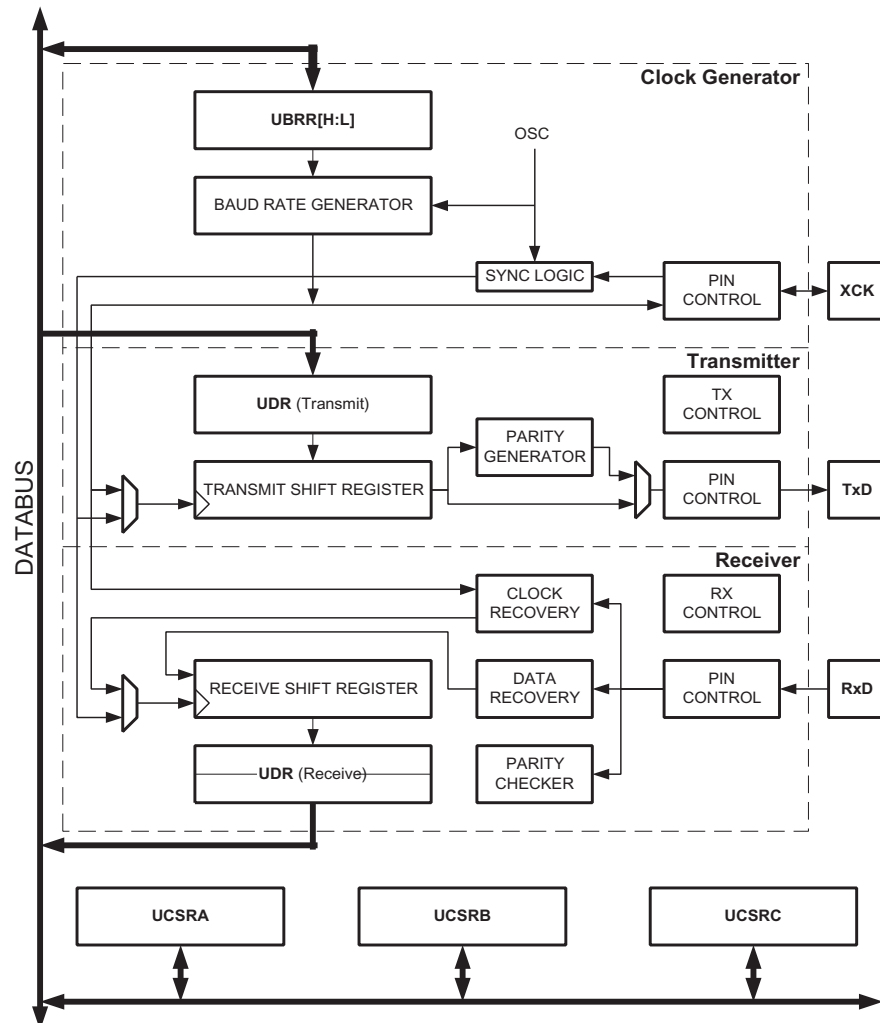 Clock Generator
UBRR[H:L]
OSC
BAUD RATE GENERATOR
SYNC LOGIC
PIN
CONTROL
XCK
Transmitter
UDR (Transmit)
TX
CONTROL
PARITY
GENERATOR
TRANSMIT SHIFT REGISTER
PIN
CONTROL
TxD
DATABUS
Receiver
CLOCK
RECOVERY
RX
CONTROL
RECEIVE SHIFT REGISTER
DATA
RECOVERY
PIN
CONTROL
RxD
UDR (Receive)
PARITY
CHECKER
UCSRA
UCSRB
UCSRC